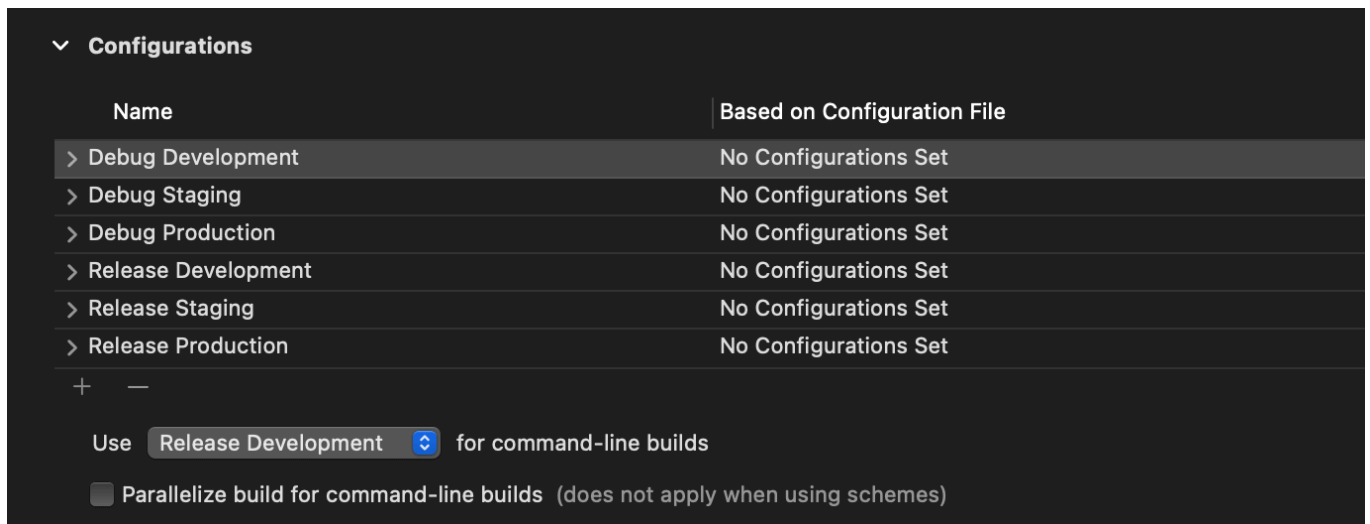 Configurations
Name Based on Configuration File
Debug Development No Configurations Set
Debug Staging No Configurations Set
Debug Production No Configurations Set
Release Development No Configurations Set
Release Staging No Configurations Set
Release Production No Configurations Set
Use Release Development for command-line builds
Parallelize build for command-line builds (does not apply when using schemes)